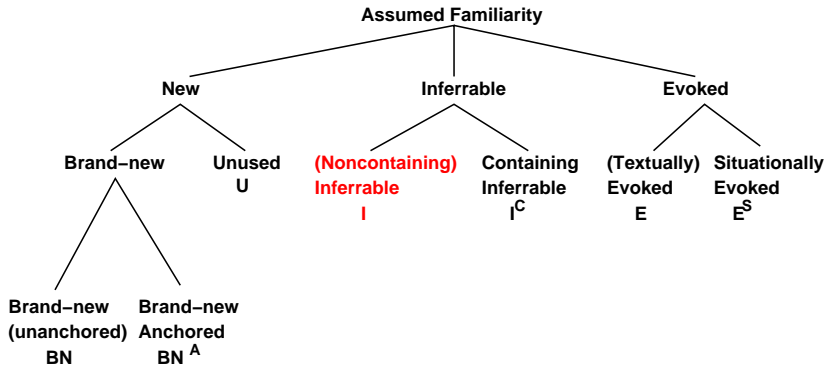 Assumed Familiarity
New Inferrable Evoked
Brand−new Unused (Noncontaining) Containing (Textually) Situationally
U Inferrable Inferrable Evoked Evoked
I I^C E E^S
Brand−new Brand−new
(unanchored) Anchored
BN BN^A